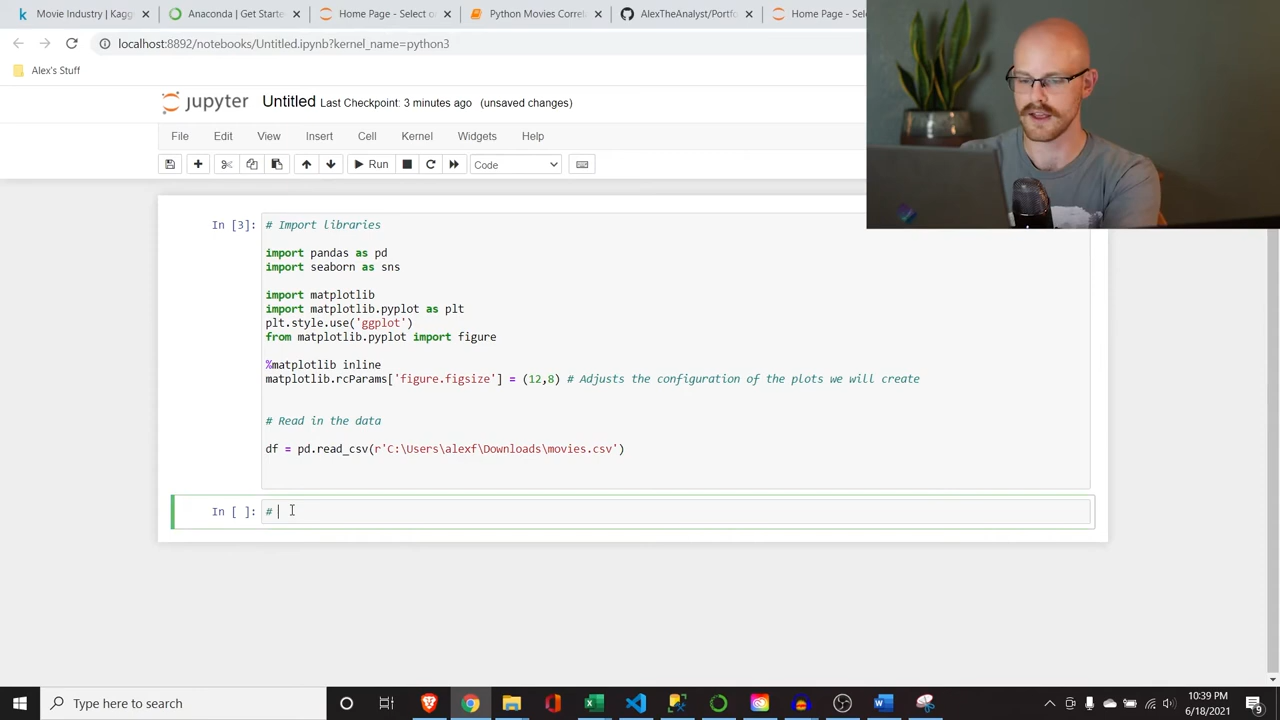 Movie Industry | Kagg
Anaconda | Get Starte
Home Page - Select o
Python Movies Correl
AlexTheAnalyst/Portfo
Home Page - Sele
localhost:8892/notebooks/Untitled.ipynb?kernel_name=python3
Alex's Stuff
jupyter Untitled Last Checkpoint: 3 minutes ago (unsaved changes)
File Edit View Insert Cell Kernel Widgets Help
Run Code
In [3]: # Import libraries
import pandas as pd
import seaborn as sns
import matplotlib
import matplotlib.pyplot as plt
plt.style.use('ggplot')
from matplotlib.pyplot import figure
%matplotlib inline
matplotlib.rcParams['figure.figsize'] = (12,8) # Adjusts the configuration of the plots we will create
# Read in the data
df = pd.read_csv(r'C:\Users\alexf\Downloads\movies.csv')
In [ ]: #
Type here to search
10:39 PM
6/18/2021